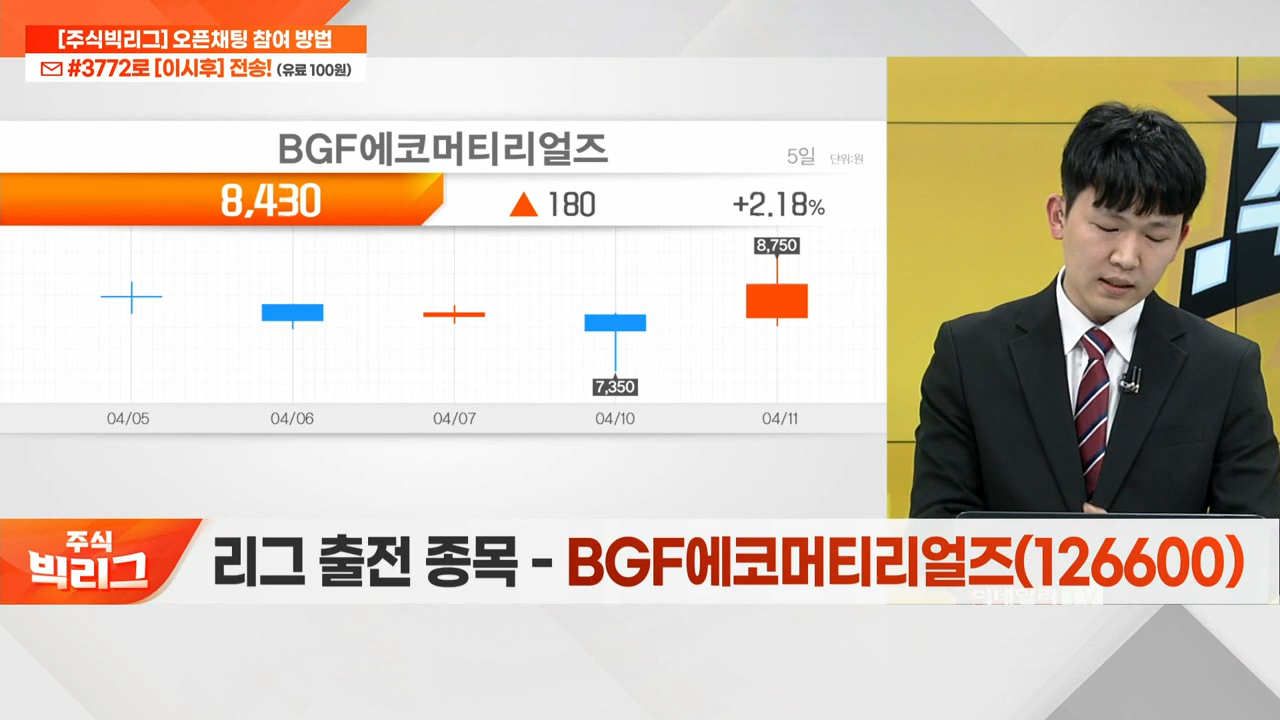 [주식빅리그] 오픈채팅 참여 방법
#3772로 [이시후] 전송! (유료 100원)
BGF에코머티리얼즈
5일 단위:원
8,430 ▲ 180 +2.18%
8,750
7,350
04/05 04/06 04/07 04/10 04/11
주식
빅리그
리그 출전 종목 - BGF에코머티리얼즈(126600)